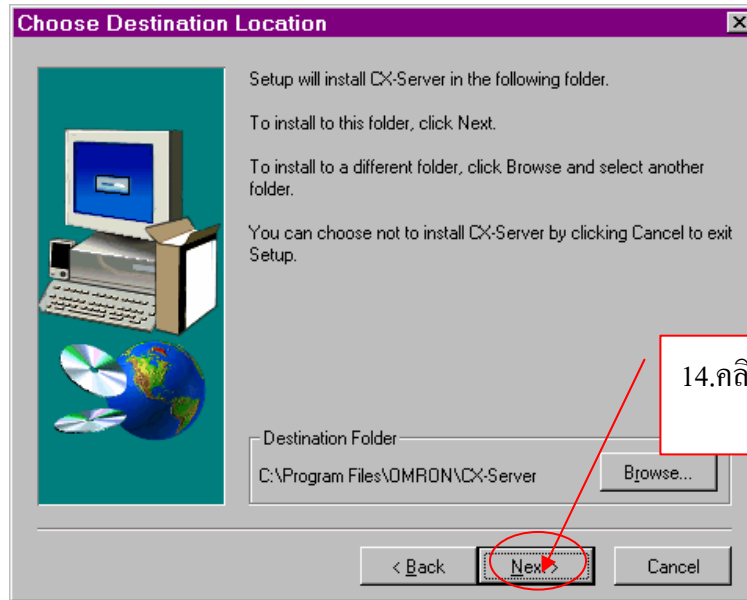 Choose Destination Location
Setup will install CX-Server in the following folder.
To install to this folder, click Next.
To install to a different folder, click Browse and select another
folder.
You can choose not to install CX-Server by clicking Cancel to exit
Setup.
14.คลิ
Destination Folder
C:\Program Files\OMRON\CX-Server
Browse...
< Back
Next >
Cancel